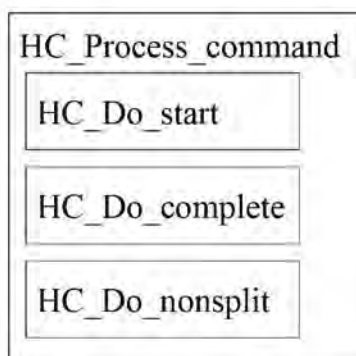 HC_Process_command
HC_Do_start
HC_Do_complete
HC_Do_nonsplit